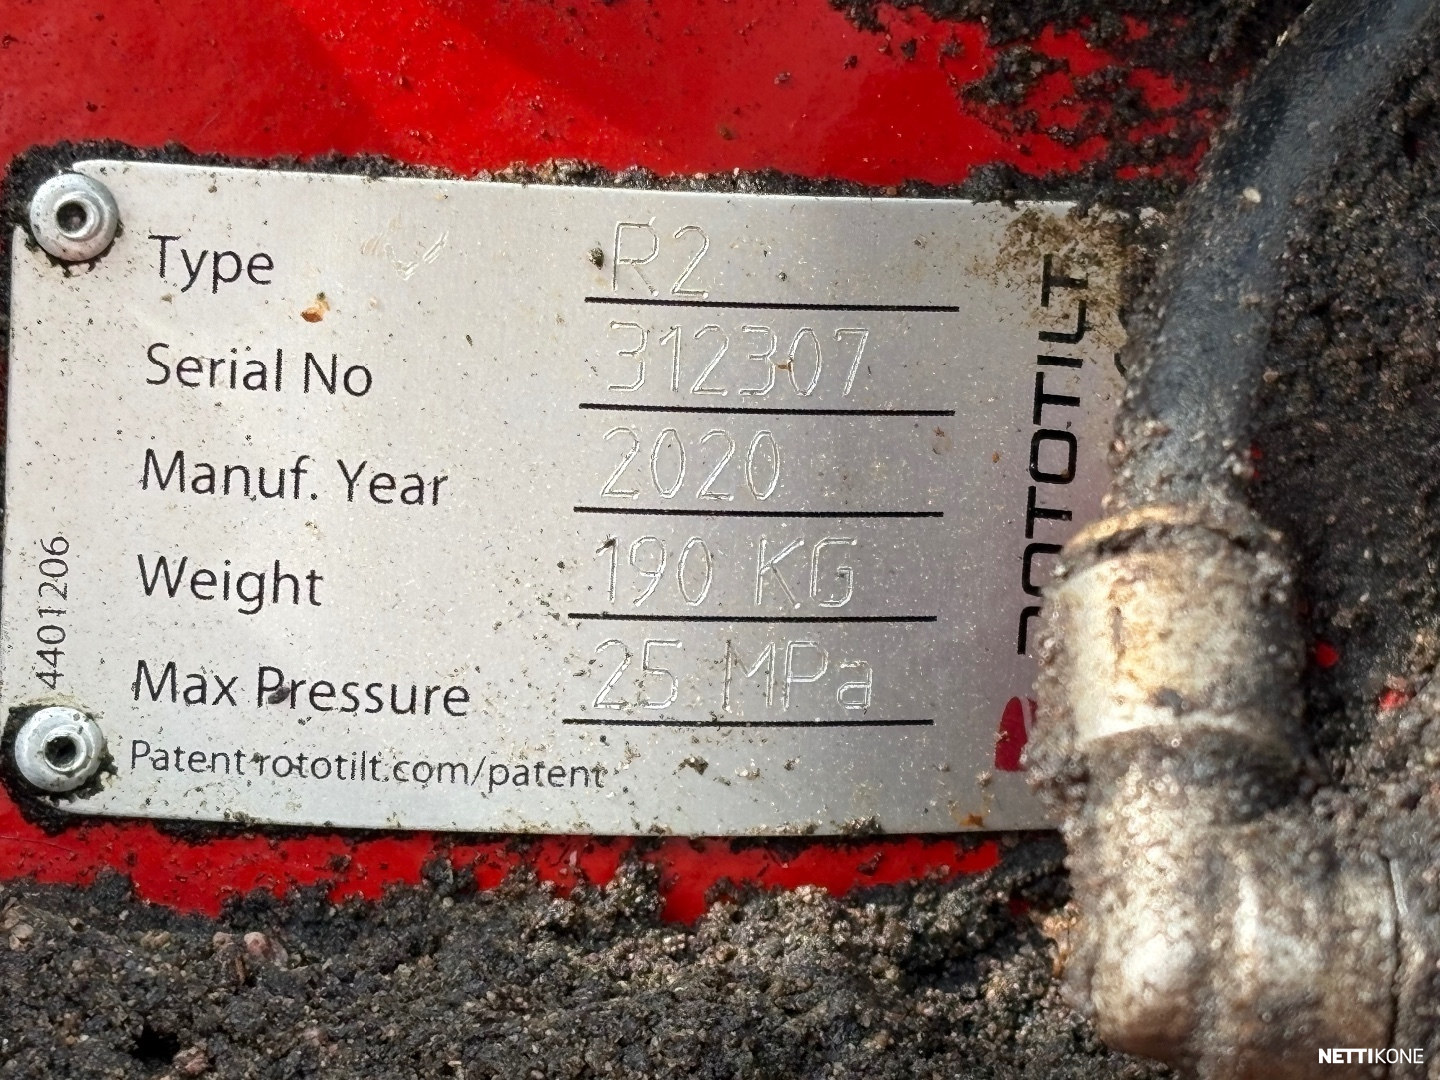 Type R2
Serial No 312307
Manuf. Year 2020
Weight 190 KG
Max Pressure 25 MPa
Patent rototilt.com/patent
4401206
ROTOTILT
NETTIKONE